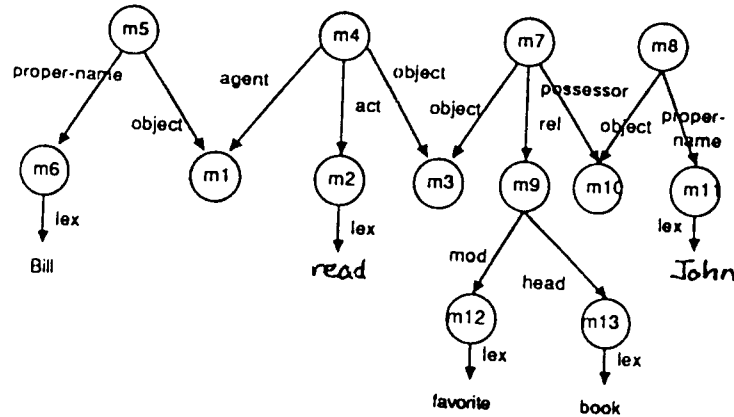 m5 m4 m7 m8
proper-name agent object possessor
act object rel object proper-name
object
m6 m1 m2 m3 m9 m10 m11
lex lex lex
Bill read mod head John
m12 m13
lex lex
favorite book